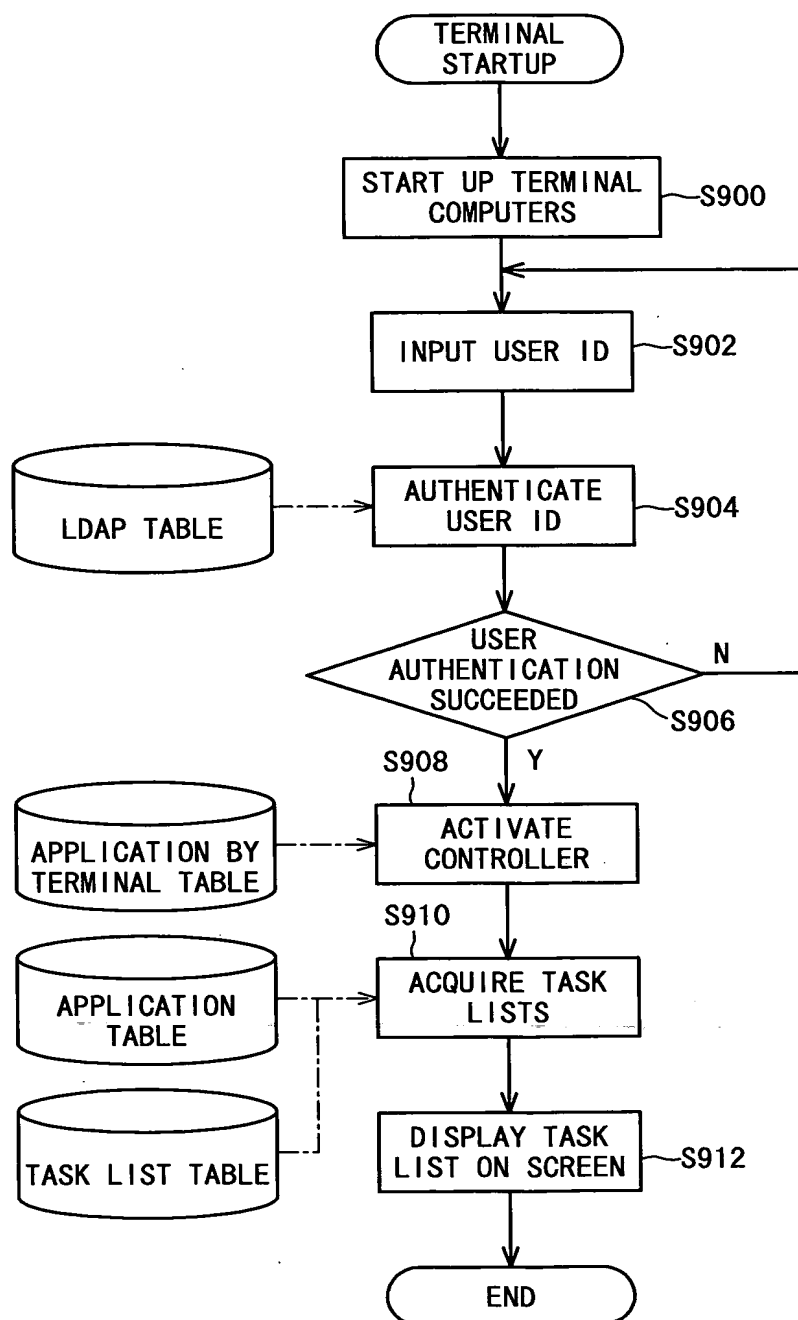 TERMINAL
STARTUP
START UP TERMINAL
COMPUTERS
S900
INPUT USER ID
S902
LDAP TABLE
AUTHENTICATE
USER ID
S904
USER
AUTHENTICATION
SUCCEEDED
N
S906
Y
S908
APPLICATION BY
TERMINAL TABLE
ACTIVATE
CONTROLLER
S910
APPLICATION
TABLE
ACQUIRE TASK
LISTS
TASK LIST TABLE
DISPLAY TASK
LIST ON SCREEN
S912
END